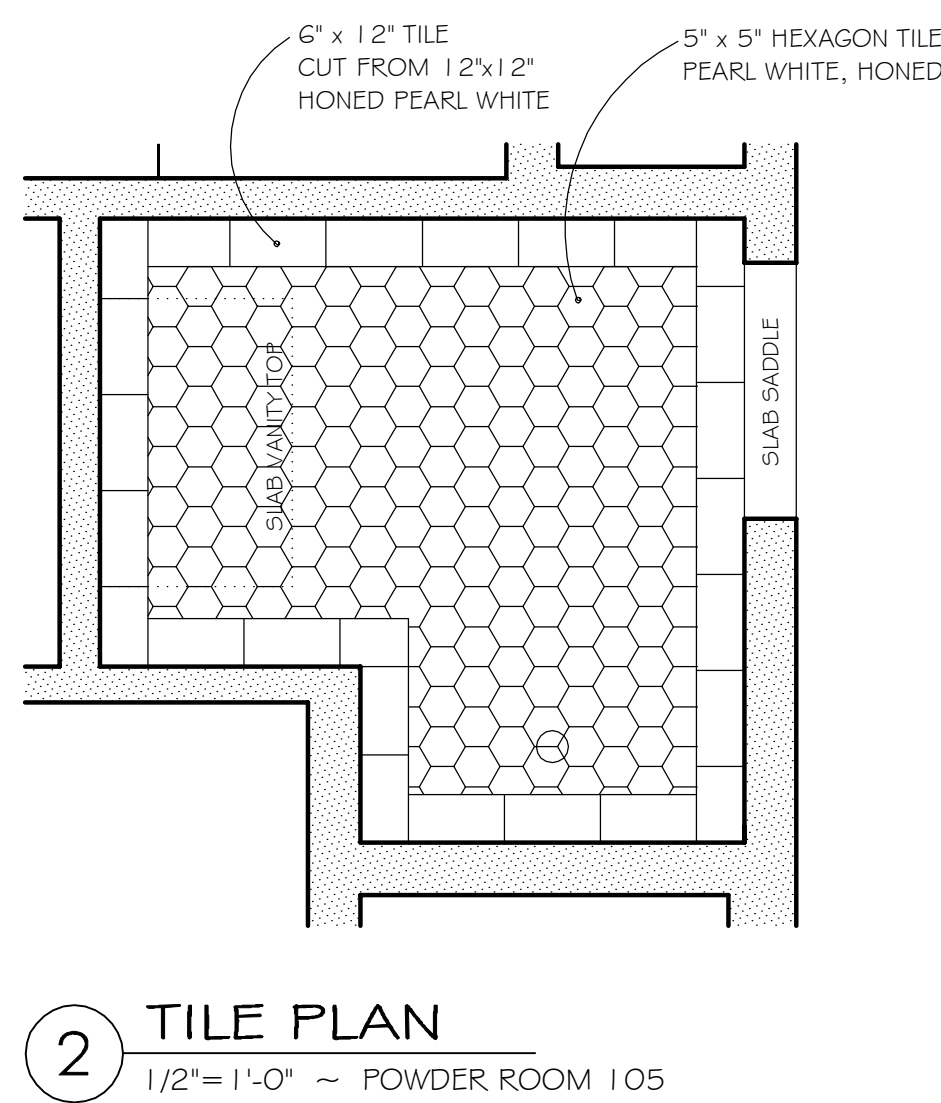 6" x 12" TILE
CUT FROM 12"x12"
HONED PEARL WHITE
5" x 5" HEXAGON TILE
PEARL WHITE, HONED
SLAB VANITY TOP
SLAB SADDLE
2
TILE PLAN
1/2"=1'-0" ~ POWDER ROOM 105